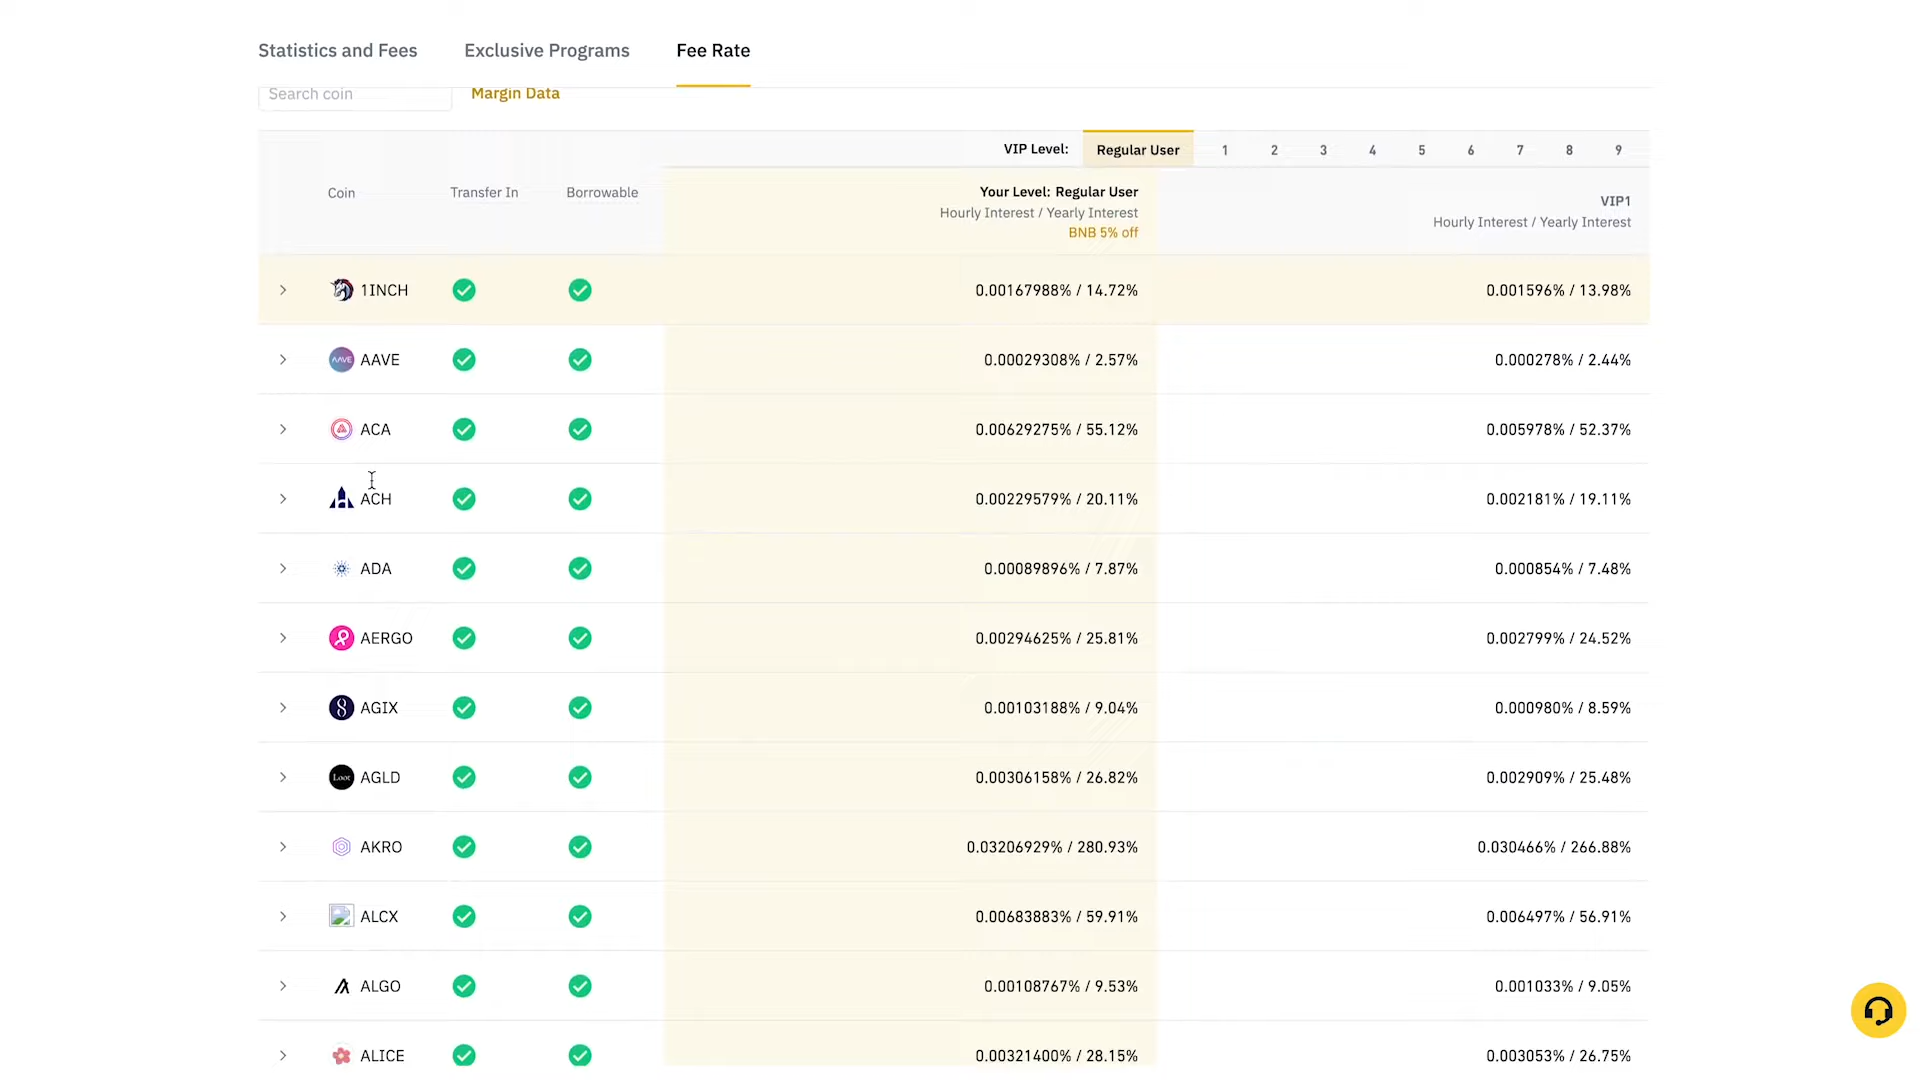 Statistics and Fees Exclusive Programs Fee Rate
Search coin Margin Data
VIP Level: Regular User 1 2 3 4 5 6 7 8 9
Coin Transfer In Borrowable Your Level: Regular User VIP1
Hourly Interest / Yearly Interest Hourly Interest / Yearly Interest
BNB 5% off
1INCH 0.00167988% / 14.72% 0.001596% / 13.98%
AAVE AAVE 0.00029308% / 2.57% 0.000278% / 2.44%
ACA 0.00629275% / 55.12% 0.005978% / 52.37%
ACH 0.00229579% / 20.11% 0.002181% / 19.11%
ADA 0.00089896% / 7.87% 0.000854% / 7.48%
AERGO 0.00294625% / 25.81% 0.002799% / 24.52%
AGIX 0.00103188% / 9.04% 0.000980% / 8.59%
Loot AGLD 0.00306158% / 26.82% 0.002909% / 25.48%
AKRO 0.03206929% / 280.93% 0.030466% / 266.88%
ALCX 0.00683883% / 59.91% 0.006497% / 56.91%
ALGO 0.00108767% / 9.53% 0.001033% / 9.05%
ALICE 0.00321400% / 28.15% 0.003053% / 26.75%